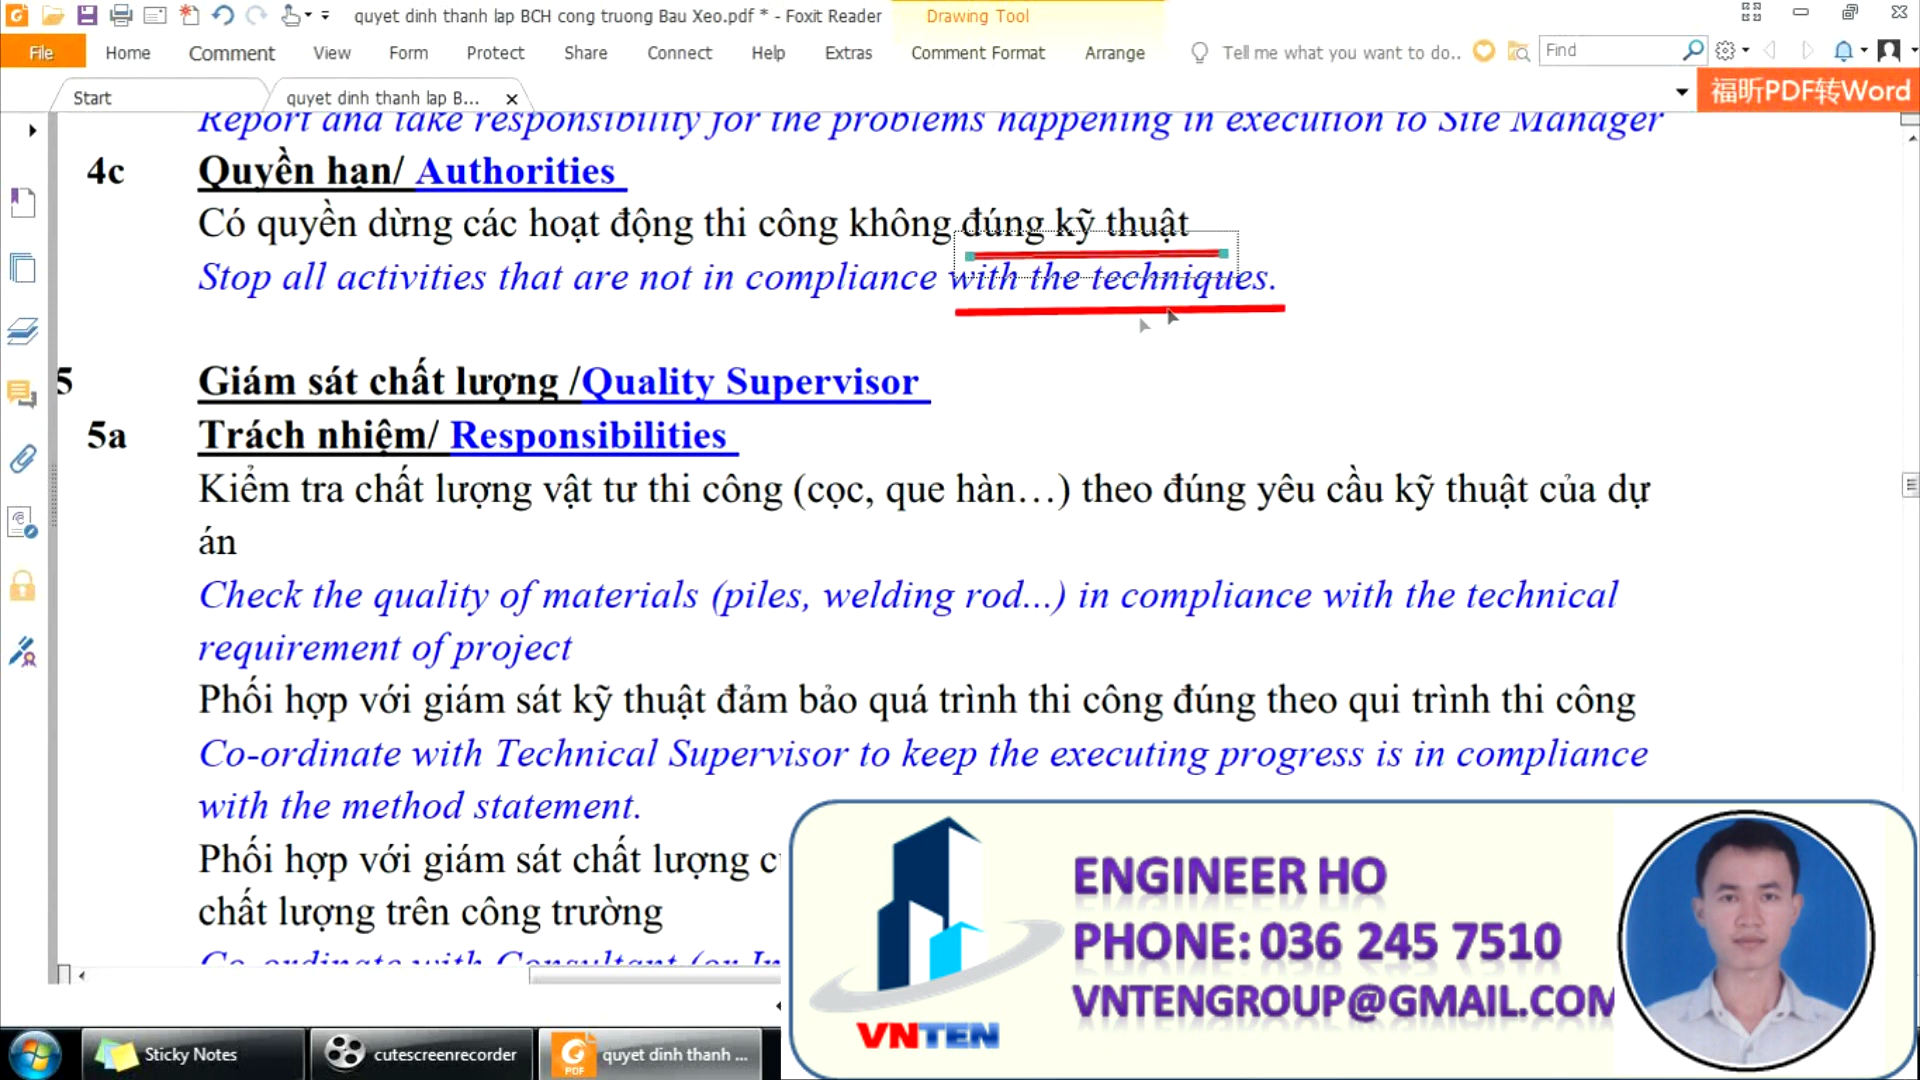 quyet dinh thanh lap BCH cong truong Bau Xeo.pdf * - Foxit Reader
Drawing Tool
File
Home
Comment
View
Form
Protect
Share
Connect
Help
Extras
Comment Format
Arrange
Tell me what you want to do..
Find
Start
quyet dinh thanh lap B...
福昕PDF转Word
Report and take responsibility for the problems happening in execution to Site Manager
4c Quyền hạn/ Authorities
Có quyền dừng các hoạt động thi công không đúng kỹ thuật
Stop all activities that are not in compliance with the techniques.
5 Giám sát chất lượng /Quality Supervisor
5a Trách nhiệm/ Responsibilities
Kiểm tra chất lượng vật tư thi công (cọc, que hàn…) theo đúng yêu cầu kỹ thuật của dự
án
Check the quality of materials (piles, welding rod...) in compliance with the technical
requirement of project
Phối hợp với giám sát kỹ thuật đảm bảo quá trình thi công đúng theo qui trình thi công
Co-ordinate with Technical Supervisor to keep the executing progress is in compliance
with the method statement.
Phối hợp với giám sát chất lượng
chất lượng trên công trường
Co-ordinate with Consultant (or
ENGINEER HO
PHONE: 036 245 7510
VNTENGROUP@GMAIL.COM
VNTEN
Sticky Notes
cutescreenrecorder
PDF
quyet dinh thanh ...